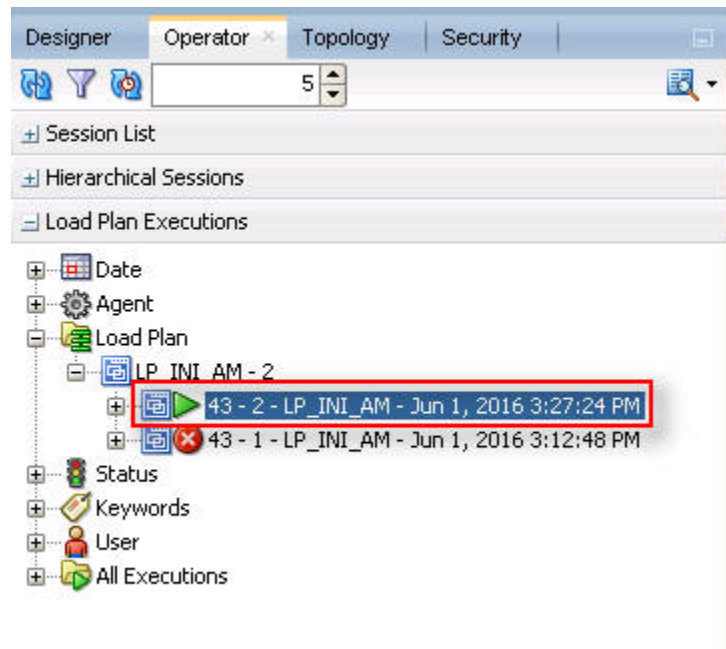 Designer Operator Topology Security
5
Session List
Hierarchical Sessions
Load Plan Executions
Date
Agent
Load Plan
LP_INI_AM - 2
43 - 2 - LP_INI_AM - Jun 1, 2016 3:27:24 PM
43 - 1 - LP_INI_AM - Jun 1, 2016 3:12:48 PM
Status
Keywords
User
All Executions